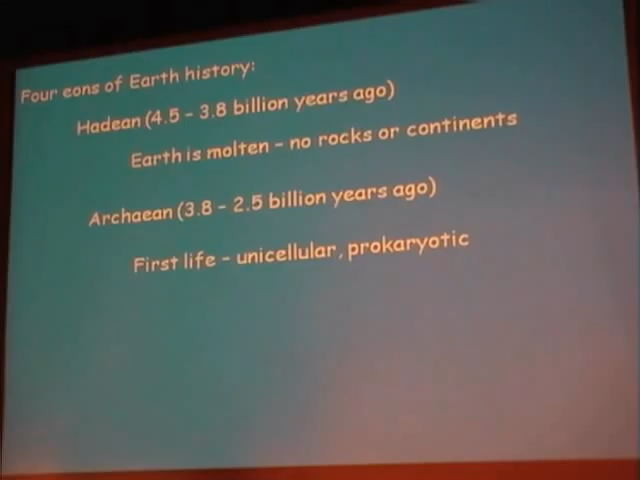 Four eons of Earth history:
Hadean (4.5 - 3.8 billion years ago)
Earth is molten - no rocks or continents
Archaean (3.8 - 2.5 billion years ago)
First life - unicellular, prokaryotic